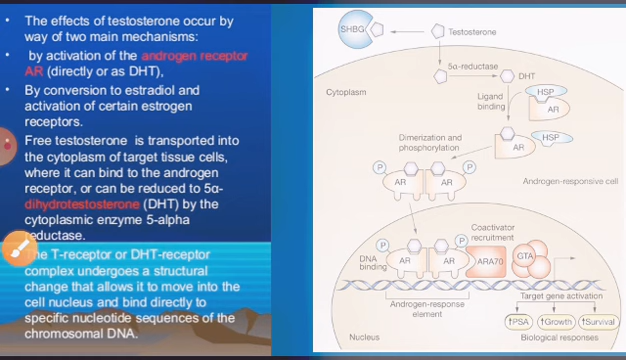 • The effects of testosterone occur by
way of two main mechanisms:
• by activation of the androgen receptor
AR (directly or as DHT),
• By conversion to estradiol and
activation of certain estrogen
receptors.
Free testosterone is transported into
the cytoplasm of target tissue cells,
where it can bind to the androgen
receptor, or can be reduced to 5α-
dihydrotestosterone (DHT) by the
cytoplasmic enzyme 5-alpha
reductase.
The T-receptor or DHT-receptor
complex undergoes a structural
change that allows it to move into the
cell nucleus and bind directly to
specific nucleotide sequences of the
chromosomal DNA.
SHBG
Testosterone
5α-reductase
DHT
Cytoplasm
Ligand
binding
HSP
AR
Dimerization and
phosphorylation
AR
HSP
P
AR
AR
P
Androgen-responsive cell
Coactivator
recruitment
P
P
DNA
binding
AR
AR
ARA70
GTA
Androgen-response
element
Target gene activation
↑PSA
↑Growth
↑Survival
Nucleus
Biological responses